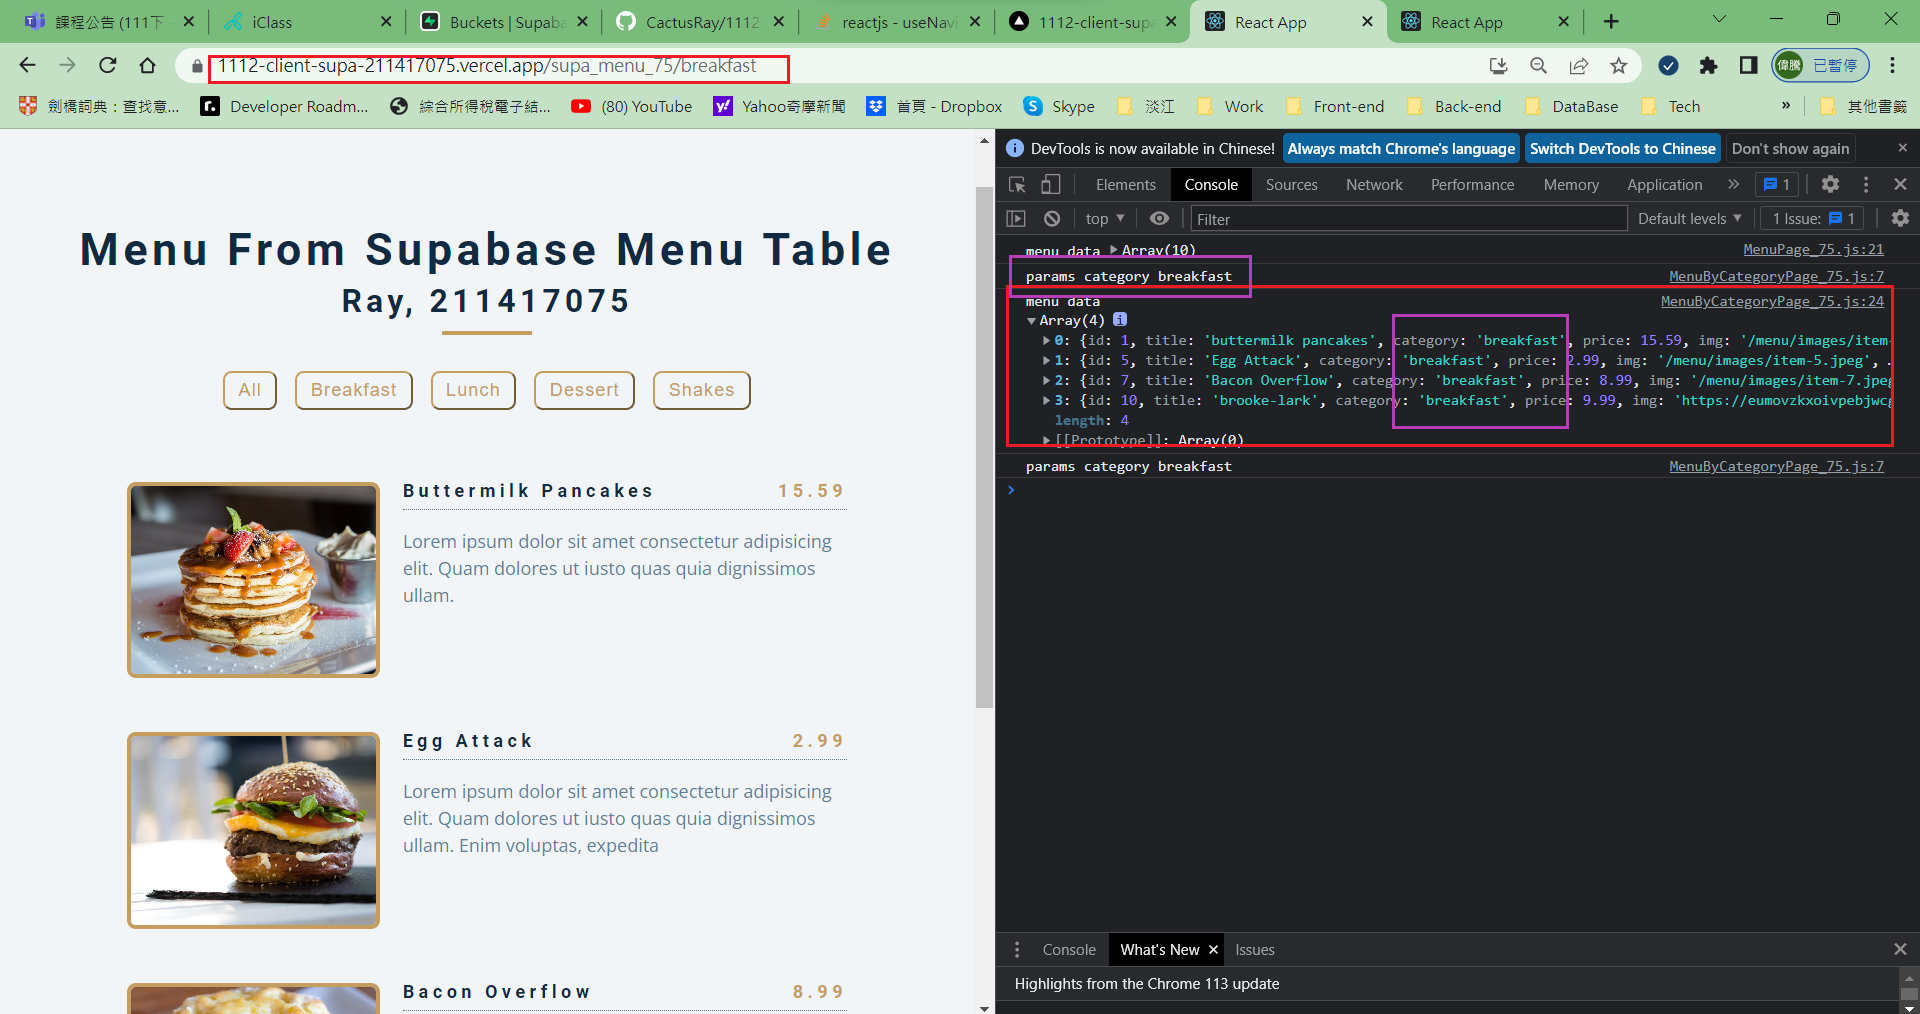 課程公告 (111下
iClass
Buckets | Supaba
CactusRay/1112
reactjs - useNavi
1112-client-supa
React App
React App
1112-client-supa-211417075.vercel.app/supa_menu_75/breakfast
偉騰 已暫停
劍橋詞典：查找意...
Developer Roadm...
綜合所得稅電子結...
(80) YouTube
Yahoo奇摩新聞
首頁 - Dropbox
Skype
淡江
Work
Front-end
Back-end
DataBase
Tech
»
其他書籤
Menu From Supabase Menu Table
Ray, 211417075
All
Breakfast
Lunch
Dessert
Shakes
Buttermilk Pancakes 15.59
Lorem ipsum dolor sit amet consectetur adipisicing
elit. Quam dolores ut iusto quas quia dignissimos
ullam.
Egg Attack 2.99
Lorem ipsum dolor sit amet consectetur adipisicing
elit. Quam dolores ut iusto quas quia dignissimos
ullam. Enim voluptas, expedita
Bacon Overflow 8.99
DevTools is now available in Chinese! Always match Chrome's language Switch DevTools to Chinese Don't show again
Elements Console Sources Network Performance Memory Application » 1
top Filter Default levels 1 Issue: 1
menu data Array(10) MenuPage_75.js:21
params category breakfast MenuByCategoryPage_75.js:7
menu data MenuByCategoryPage_75.js:24
Array(4)
0: {id: 1, title: 'buttermilk pancakes', category: 'breakfast', price: 15.59, img: '/menu/images/item-
1: {id: 5, title: 'Egg Attack', category: 'breakfast', price: 2.99, img: '/menu/images/item-5.jpeg', .
2: {id: 7, title: 'Bacon Overflow', category: 'breakfast', price: 8.99, img: '/menu/images/item-7.jpeg
3: {id: 10, title: 'brooke-lark', category: 'breakfast', price: 9.99, img: 'https://eumovzkxoivpebjwcg
length: 4
[[Prototype]]: Array(0)
params category breakfast MenuByCategoryPage_75.js:7
Console What's New Issues
Highlights from the Chrome 113 update